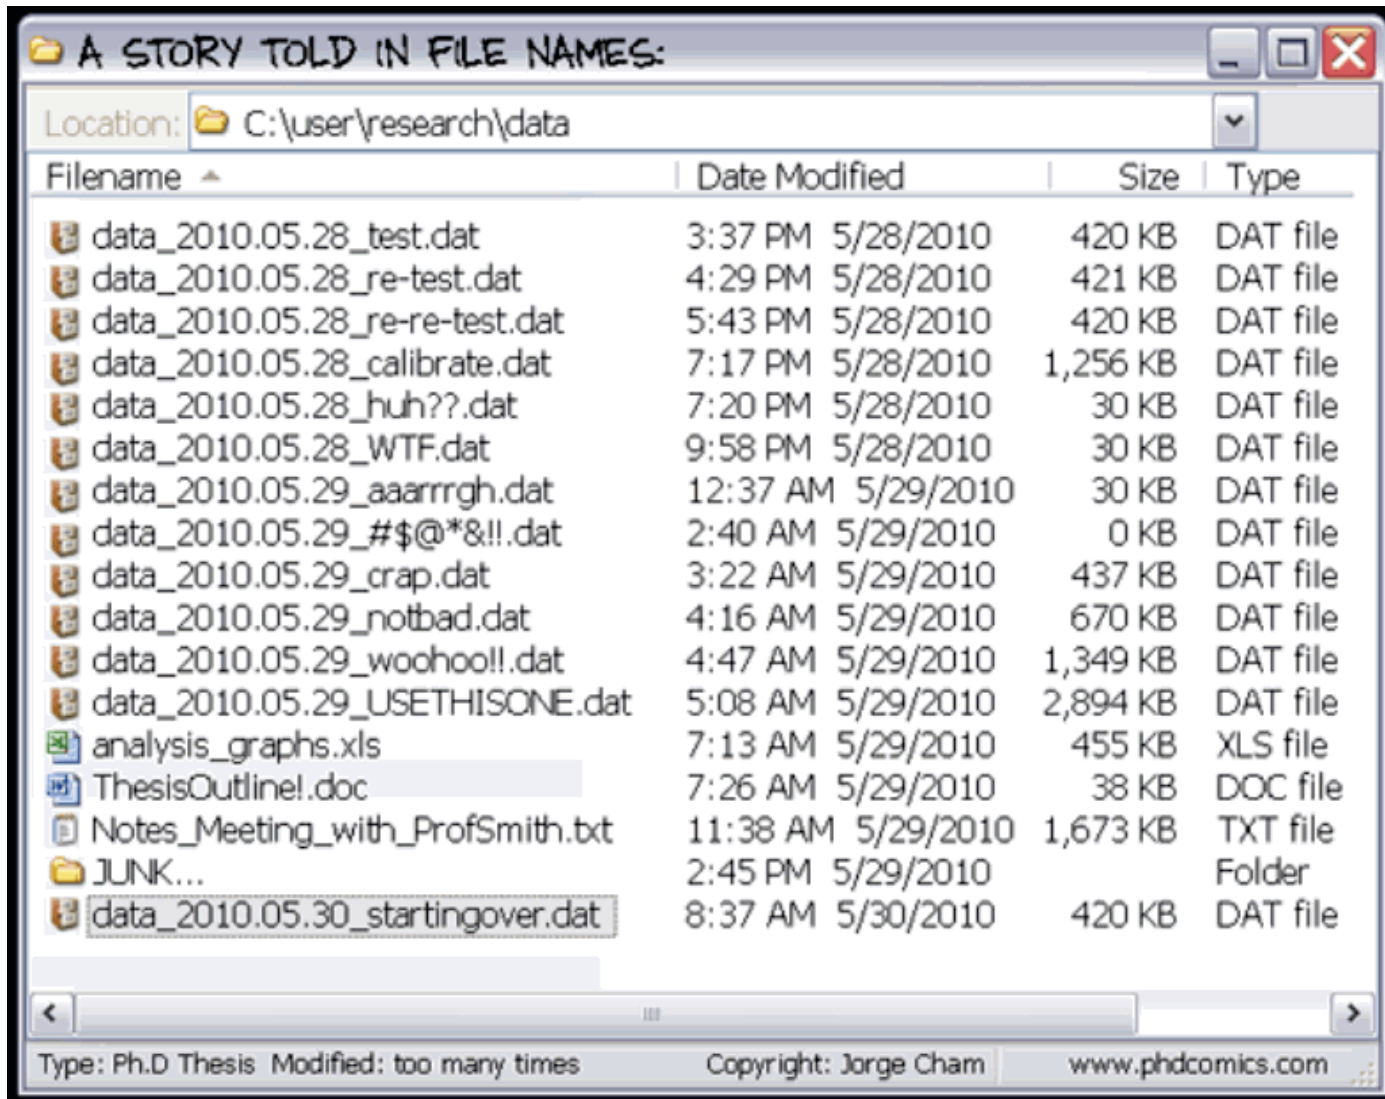 A STORY TOLD IN FILE NAMES:
Location: C:\user\research\data
Filename Date Modified Size Type
data_2010.05.28_test.dat 3:37 PM 5/28/2010 420 KB DAT file
data_2010.05.28_re-test.dat 4:29 PM 5/28/2010 421 KB DAT file
data_2010.05.28_re-re-test.dat 5:43 PM 5/28/2010 420 KB DAT file
data_2010.05.28_calibrate.dat 7:17 PM 5/28/2010 1,256 KB DAT file
data_2010.05.28_huh??.dat 7:20 PM 5/28/2010 30 KB DAT file
data_2010.05.28_WTF.dat 9:58 PM 5/28/2010 30 KB DAT file
data_2010.05.29_aaarrrgh.dat 12:37 AM 5/29/2010 30 KB DAT file
data_2010.05.29_#$@*&!!.dat 2:40 AM 5/29/2010 0 KB DAT file
data_2010.05.29_crap.dat 3:22 AM 5/29/2010 437 KB DAT file
data_2010.05.29_notbad.dat 4:16 AM 5/29/2010 670 KB DAT file
data_2010.05.29_woohoo!!.dat 4:47 AM 5/29/2010 1,349 KB DAT file
data_2010.05.29_USETHISONE.dat 5:08 AM 5/29/2010 2,894 KB DAT file
analysis_graphs.xls 7:13 AM 5/29/2010 455 KB XLS file
ThesisOutline!.doc 7:26 AM 5/29/2010 38 KB DOC file
Notes_Meeting_with_ProfSmith.txt 11:38 AM 5/29/2010 1,673 KB TXT file
JUNK... 2:45 PM 5/29/2010 Folder
data_2010.05.30_startingover.dat 8:37 AM 5/30/2010 420 KB DAT file
Type: Ph.D Thesis Modified: too many times Copyright: Jorge Cham www.phdcomics.com